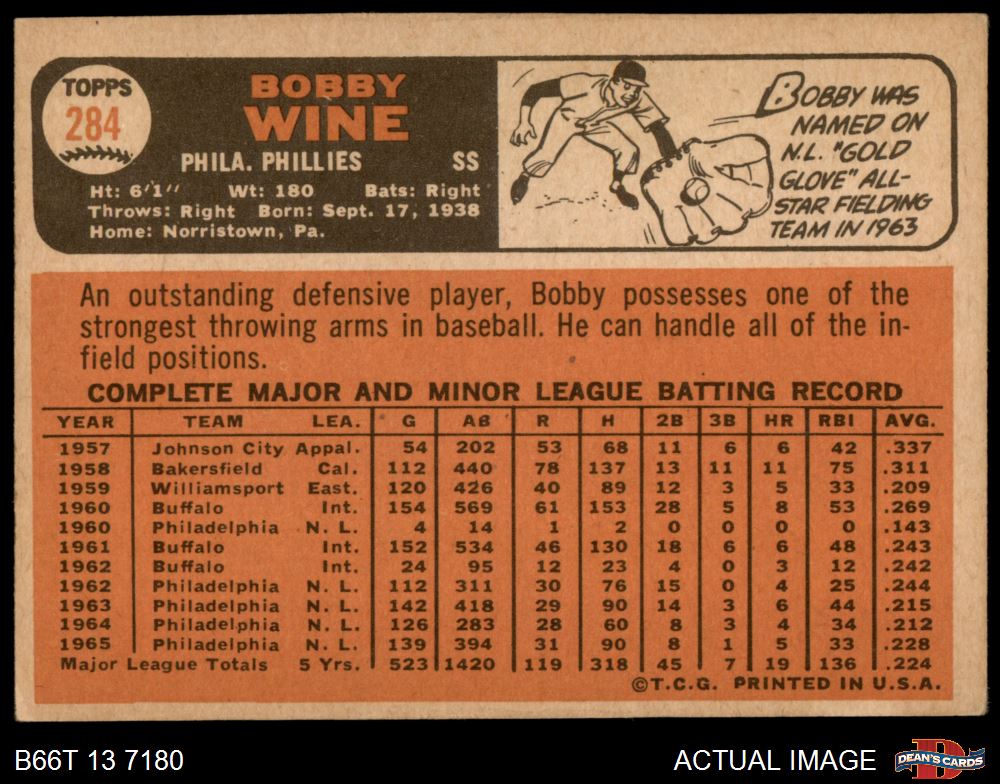 TOPPS
284
BOBBY
WINE
PHILA. PHILLIES SS
Ht: 6'1" Wt: 180 Bats: Right
Throws: Right Born: Sept. 17, 1938
Home: Norristown, Pa.
BOBBY WAS
NAMED ON
N.L. "GOLD
GLOVE" ALL-
STAR FIELDING
TEAM IN 1963
An outstanding defensive player, Bobby possesses one of the
strongest throwing arms in baseball. He can handle all of the in-
field positions.
COMPLETE MAJOR AND MINOR LEAGUE BATTING RECORD
YEAR TEAM LEA. G AB R H 2B 3B HR RBI AVG.
1957 Johnson City Appal. 54 202 53 68 11 6 6 42 .337
1958 Bakersfield Cal. 112 440 78 137 13 11 11 75 .311
1959 Williamsport East. 120 426 40 89 12 3 5 33 .209
1960 Buffalo Int. 154 569 61 153 28 5 8 53 .269
1960 Philadelphia N. L. 4 14 1 2 0 0 0 0 .143
1961 Buffalo Int. 152 534 46 130 18 6 6 48 .243
1962 Buffalo Int. 24 95 12 23 4 0 3 12 .242
1962 Philadelphia N. L. 112 311 30 76 15 0 4 25 .244
1963 Philadelphia N. L. 142 418 29 90 14 3 6 44 .215
1964 Philadelphia N. L. 126 283 28 60 8 3 4 34 .212
1965 Philadelphia N. L. 139 394 31 90 8 1 5 33 .228
Major League Totals 5 Yrs. 523 1420 119 318 45 7 19 136 .224
©T.C.G. PRINTED IN U.S.A.
B66T 13 7180 ACTUAL IMAGE
DEAN'S CARDS